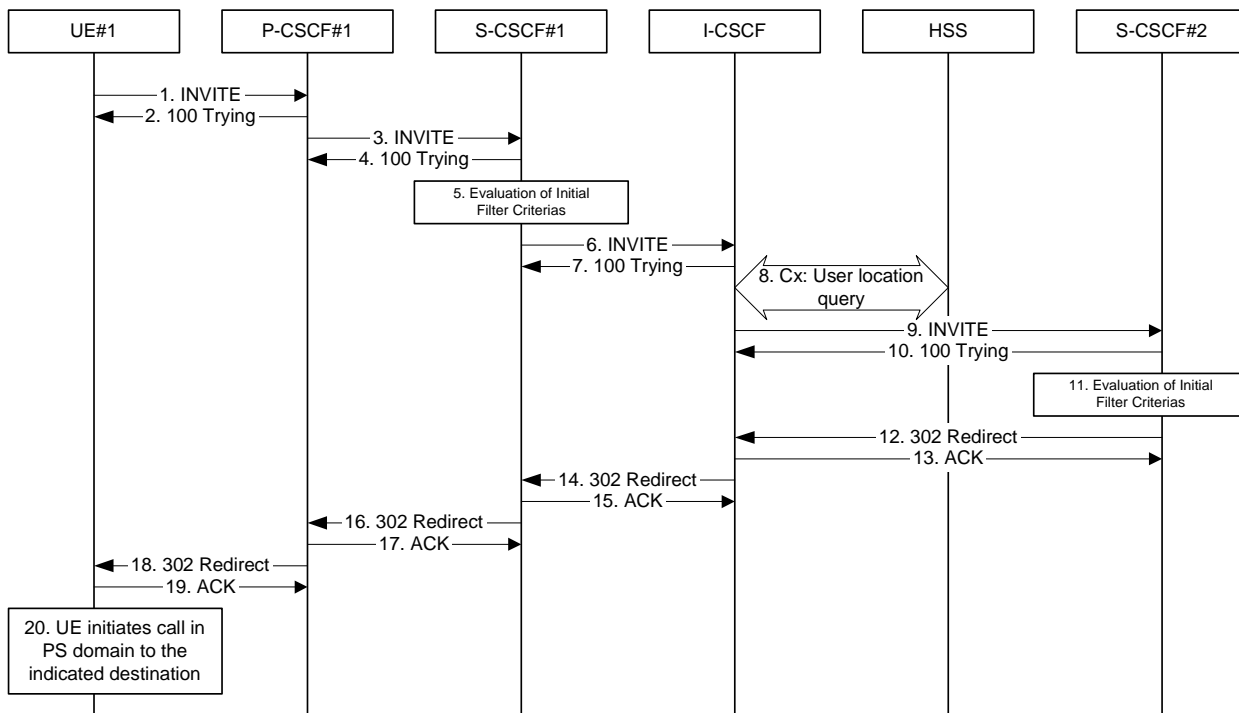 UE#1
P-CSCF#1
S-CSCF#1
I-CSCF
HSS
S-CSCF#2
1. INVITE
2. 100 Trying
3. INVITE
4. 100 Trying
5. Evaluation of Initial
Filter Criterias
6. INVITE
7. 100 Trying
8. Cx: User location
query
9. INVITE
10. 100 Trying
11. Evaluation of Initial
Filter Criterias
12. 302 Redirect
13. ACK
14. 302 Redirect
15. ACK
16. 302 Redirect
17. ACK
18. 302 Redirect
19. ACK
20. UE initiates call in
PS domain to the
indicated destination